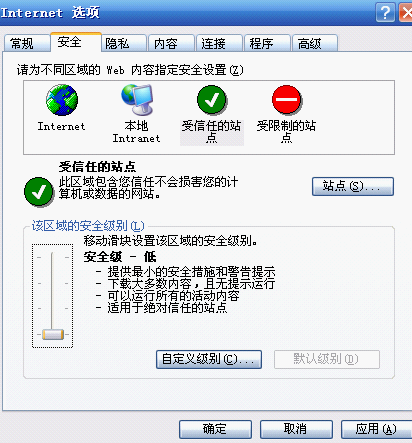 Internet 选项
常规 安全 隐私 内容 连接 程序 高级
请为不同区域的 Web 内容指定安全设置(Z)
Internet
本地
Intranet
受信任的站
点
受限制的站
点
受信任的站点
此区域包含您信任不会损害您的计
算机或数据的网站。
站点(S)...
该区域的安全级别(L)
移动滑块设置该区域的安全级别。
安全级 - 低
- 提供最小的安全措施和警告提示
- 下载大多数内容，且无提示运行
- 可以运行所有的活动内容
- 适用于绝对信任的站点
自定义级别(C)... 默认级别(D)
确定 取消 应用(A)